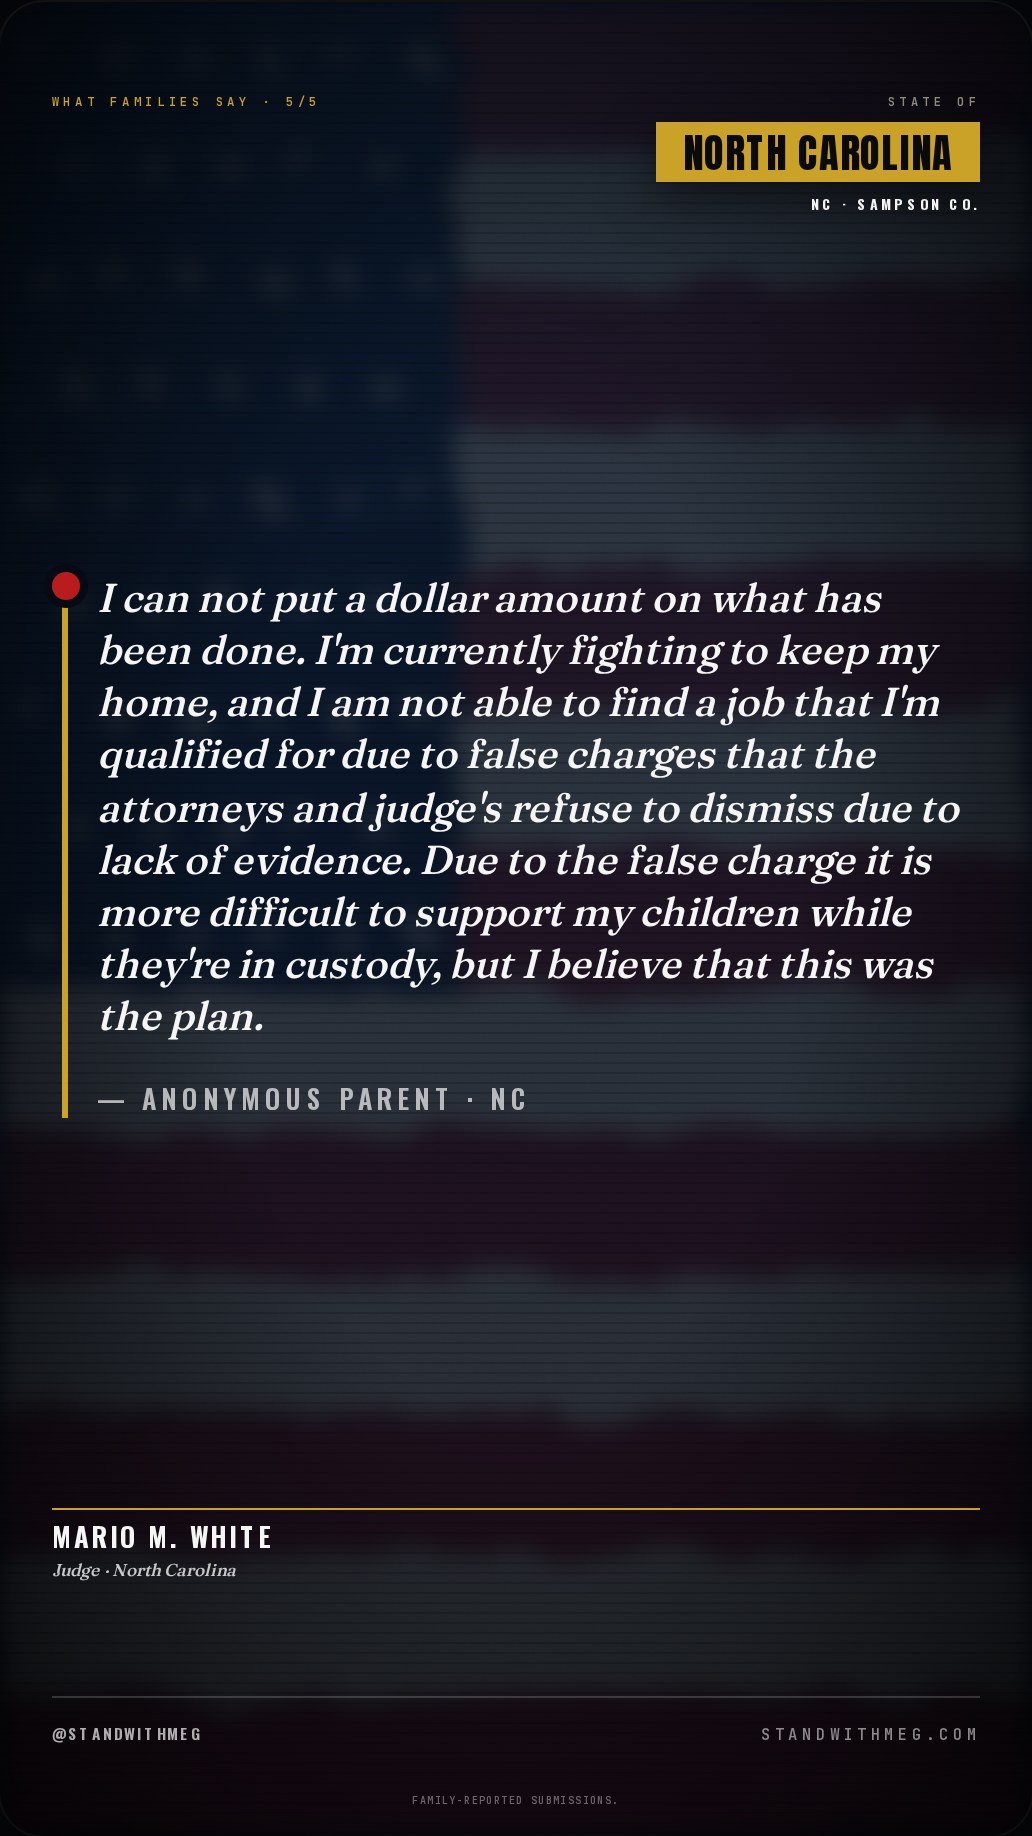 WHAT FAMILIES SAY · 5/5
STATE OF
NORTH CAROLINA
NC · SAMPSON CO.
I can not put a dollar amount on what has
been done. I'm currently fighting to keep my
home, and I am not able to find a job that I'm
qualified for due to false charges that the
attorneys and judge's refuse to dismiss due to
lack of evidence. Due to the false charge it is
more difficult to support my children while
they're in custody, but I believe that this was
the plan.
— ANONYMOUS PARENT · NC
MARIO M. WHITE
Judge · North Carolina
@STANDWITHMEG
STANDWITHMEG.COM
FAMILY-REPORTED SUBMISSIONS.